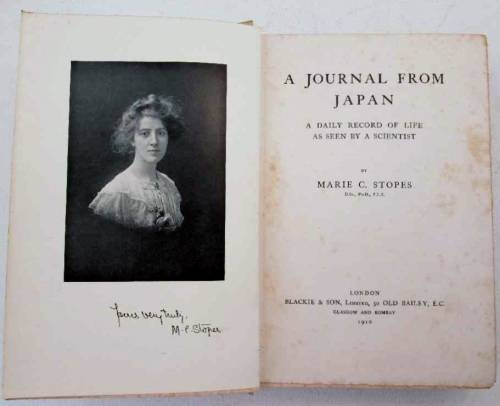 Yours very truly,
M. C. Stopes.
A JOURNAL FROM
JAPAN
A DAILY RECORD OF LIFE
AS SEEN BY A SCIENTIST
BY
MARIE C. STOPES
D.Sc., Ph.D., F.L.S.
LONDON
BLACKIE & SON, LIMITED, 50 OLD BAILEY, E.C.
GLASGOW AND BOMBAY
1910